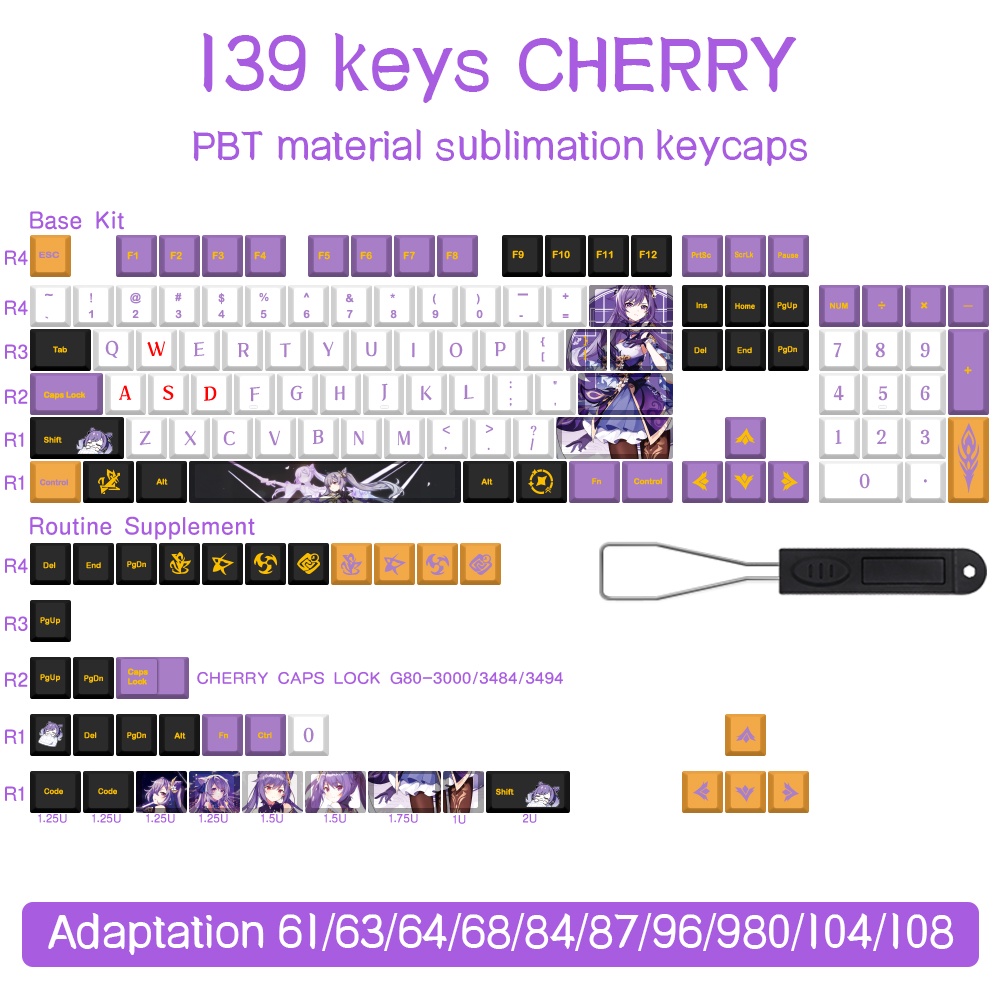 139 keys CHERRY
PBT material sublimation keycaps
Base Kit
R4 ESC F1 F2 F3 F4 F5 F6 F7 F8 F9 F10 F11 F12 PrtSc ScrLk Pause
R4 ~ ` ! 1 @ 2 # 3 $ 4 % 5 ^ 6 & 7 * 8 ( 9 ) 0 — - + = Ins Home PgUp NUM ÷ × —
R3 Tab Q W E R T Y U I O P { [ Del End PgDn 7 8 9 +
R2 Caps Lock A S D F G H J K L : ; " ' 4 5 6
R1 Shift Z X C V B N M < , > . ? / 1 2 3
R1 Control Alt Alt Fn Control 0 .
Routine Supplement
R4 Del End PgDn
R3 PgUp
R2 PgUp PgDn Caps Lock CHERRY CAPS LOCK G80-3000/3484/3494
R1 Del PgDn Alt Fn Ctrl 0
R1 Code Code Shift
1.25U 1.25U 1.25U 1.25U 1.5U 1.5U 1.75U 1U 2U
Adaptation 61/63/64/68/84/87/96/980/104/108